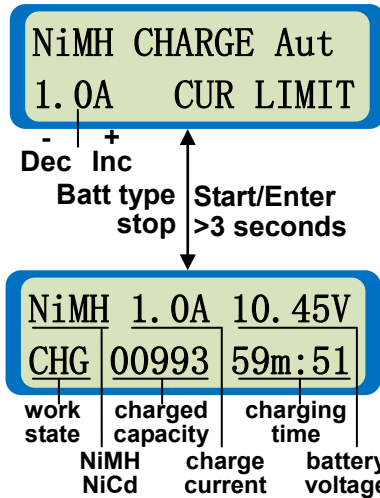 NiMH CHARGE Aut
1.0A CUR LIMIT
- +
Dec Inc
Batt type Start/Enter
stop >3 seconds
NiMH 1.0A 10.45V
CHG 00993 59m:51
work charged charging
state capacity time
NiMH charge battery
NiCd current voltage